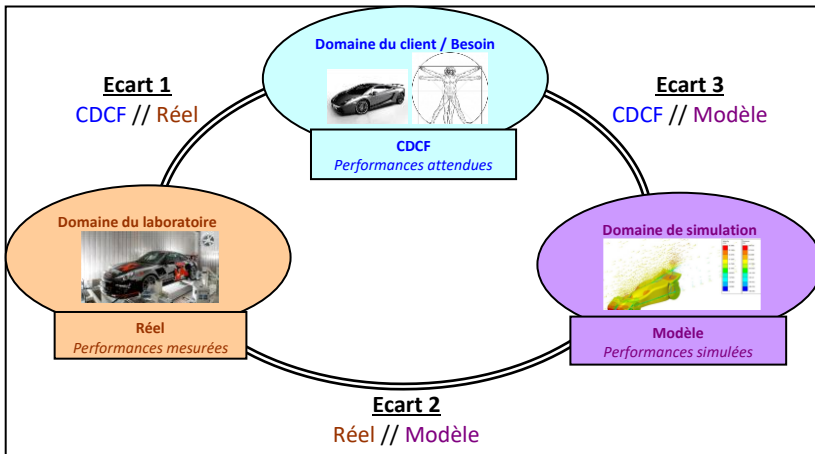 Domaine du client / Besoin
Ecart 1
CDCF // Réel
Ecart 3
CDCF // Modèle
CDCF
Performances attendues
Domaine du laboratoire
Domaine de simulation
Réel
Performances mesurées
Modèle
Performances simulées
Ecart 2
Réel // Modèle